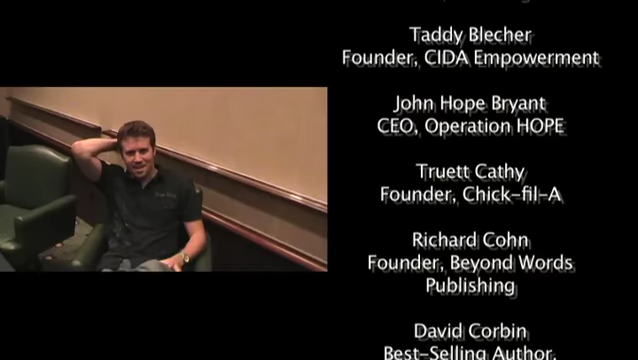 Taddy Blecher
Founder, CIDA Empowerment
John Hope Bryant
CEO, Operation HOPE
Truett Cathy
Founder, Chick-fil-A
Richard Cohn
Founder, Beyond Words
Publishing
David Corbin
Best-Selling Author,